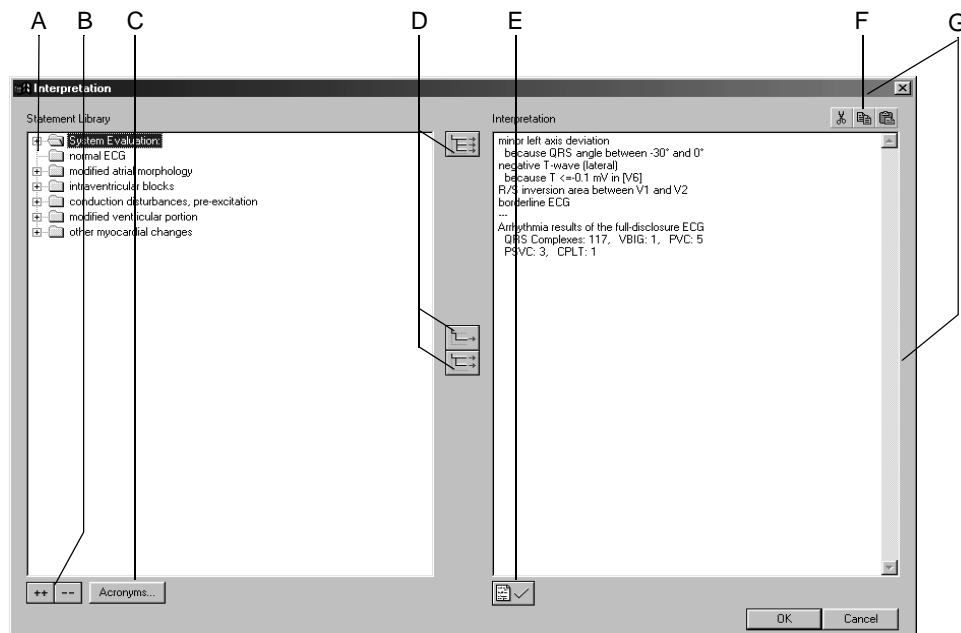 A B C D E F G
Interpretation
Statement Library
System Evaluation:
normal ECG
modified atrial morphology
intraventricular blocks
conduction disturbances, pre-excitation
modified ventricular portion
other myocardial changes
++ -- Acronyms...
Interpretation
minor left axis deviation
because QRS angle between -30° and 0°
negative T-wave (lateral)
because T <=-0.1 mV in [V6]
R/S inversion area between V1 and V2
borderline ECG
---
Arrhythmia results of the full-disclosure ECG
QRS Complexes: 117, VBIG: 1, PVC: 5
PSVC: 3, CPLT: 1
OK Cancel